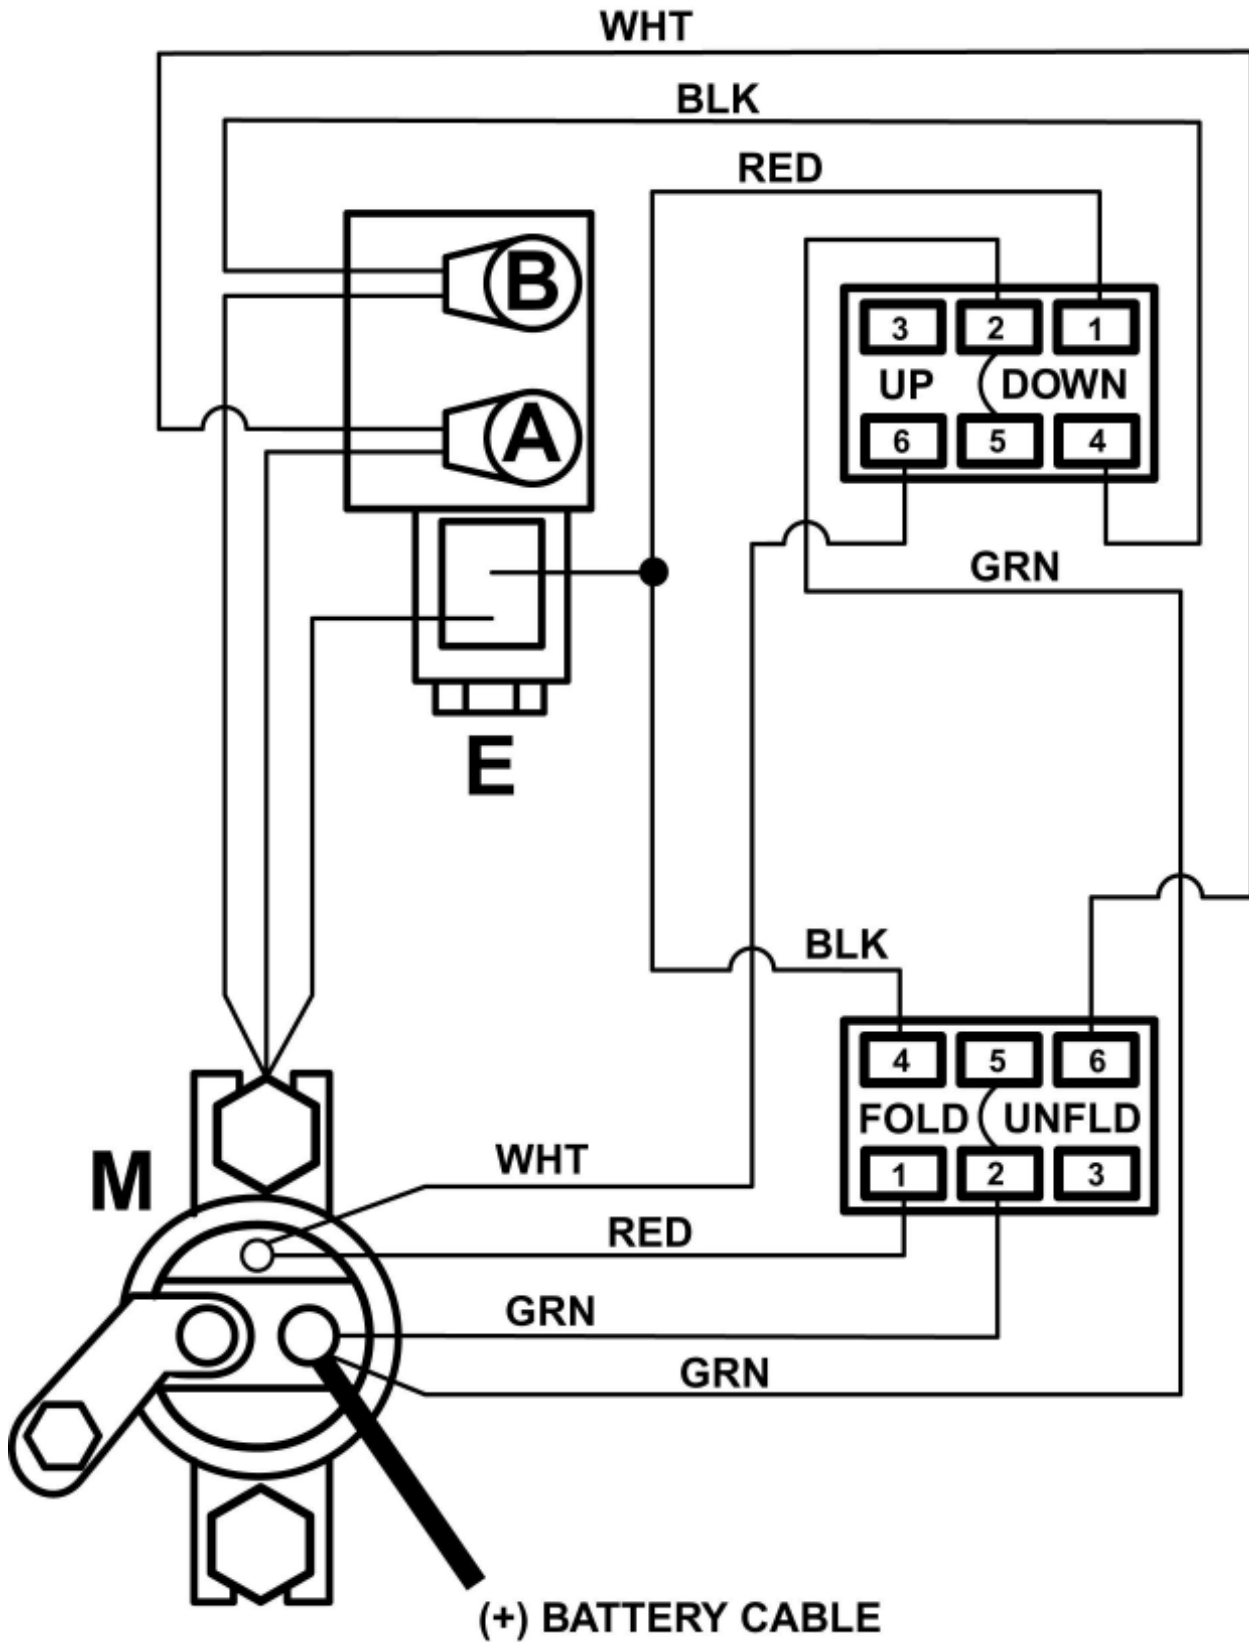 WHT
BLK
RED
B
3 2 1
UP DOWN
A
6 5 4
GRN
E
BLK
4 5 6
FOLD UNFLD
M
WHT
1 2 3
RED
GRN
GRN
(+) BATTERY CABLE